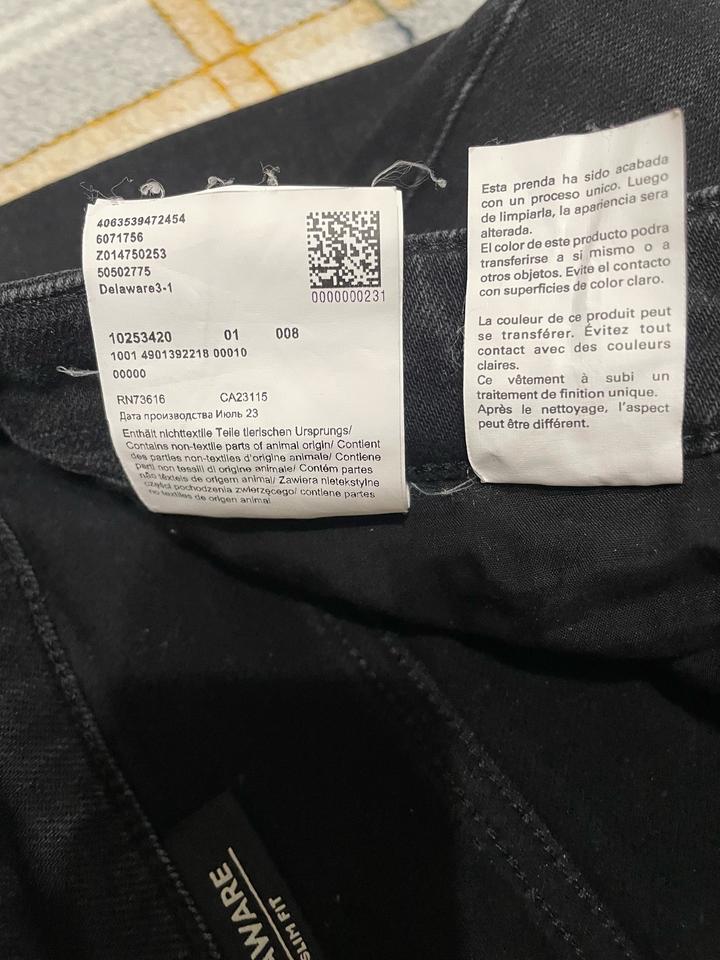 4063539472454
6071756
Z014750253
50502775
Delaware3-1
0000000231
10253420 01 008
1001 4901392218 00010
00000
RN73616 CA23115
Дата производства Июль 23
Enthält nichttextile Teile tierischen Ursprungs/
Contains non-textile parts of animal origin/ Contient
des parties non-textiles d'origine animale/ Contiene
parti non tessili di origine animale/ Contém partes
não têxteis de origem animal/ Zawiera nietekstylne
części pochodzenia zwierzęcego/ contiene partes
no textiles de origen animal
Esta prenda ha sido acabada
con un proceso unico. Luego
de limpiarla, la apariencia sera
alterada.
El color de este producto podra
transferirse a si mismo o a
otros objetos. Evite el contacto
con superficies de color claro.
La couleur de ce produit peut
se transférer. Évitez tout
contact avec des couleurs
claires.
Ce vêtement à subi un
traitement de finition unique.
Après le nettoyage, l'aspect
peut être différent.
AWARE
SLIM FIT